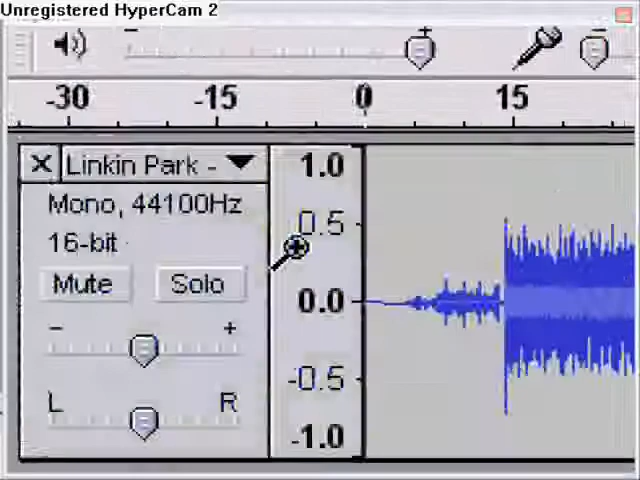 Unregistered HyperCam 2
- + -
-30 -15 0 15
X Linkin Park -
1.0
Mono, 44100Hz
0.5
16-bit
Mute Solo
0.0
- +
-0.5
L R
-1.0